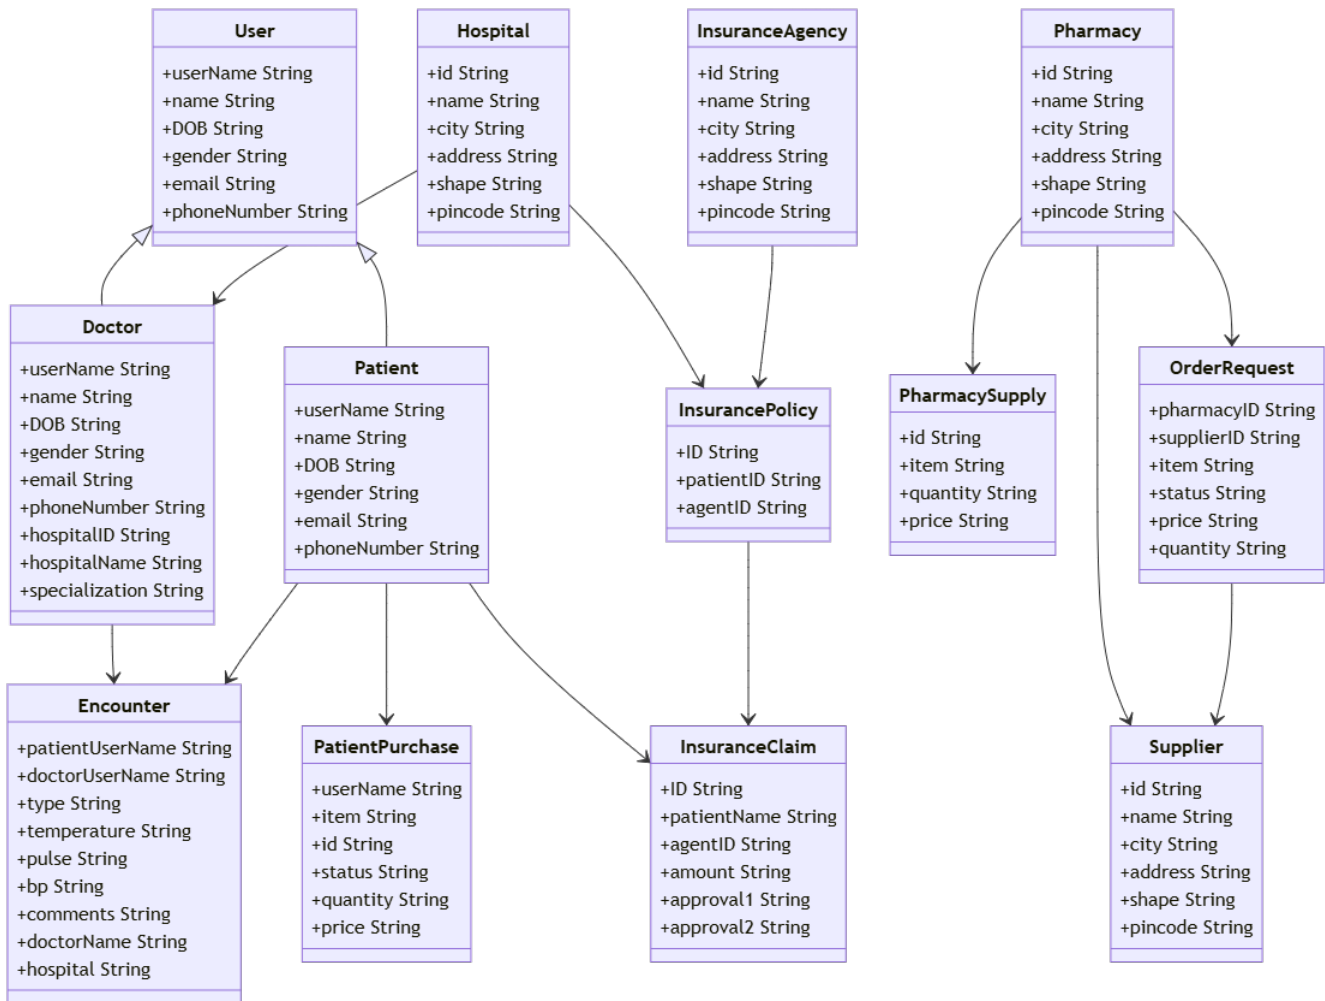 User
+userName String
+name String
+DOB String
+gender String
+email String
+phoneNumber String
Hospital
+id String
+name String
+city String
+address String
+shape String
+pincode String
InsuranceAgency
+id String
+name String
+city String
+address String
+shape String
+pincode String
Pharmacy
+id String
+name String
+city String
+address String
+shape String
+pincode String
Doctor
+userName String
+name String
+DOB String
+gender String
+email String
+phoneNumber String
+hospitalID String
+hospitalName String
+specialization String
Patient
+userName String
+name String
+DOB String
+gender String
+email String
+phoneNumber String
InsurancePolicy
+ID String
+patientID String
+agentID String
PharmacySupply
+id String
+item String
+quantity String
+price String
OrderRequest
+pharmacyID String
+supplierID String
+item String
+status String
+price String
+quantity String
Encounter
+patientUserName String
+doctorUserName String
+type String
+temperature String
+pulse String
+bp String
+comments String
+doctorName String
+hospital String
PatientPurchase
+userName String
+item String
+id String
+status String
+quantity String
+price String
InsuranceClaim
+ID String
+patientName String
+agentID String
+amount String
+approval1 String
+approval2 String
Supplier
+id String
+name String
+city String
+address String
+shape String
+pincode String